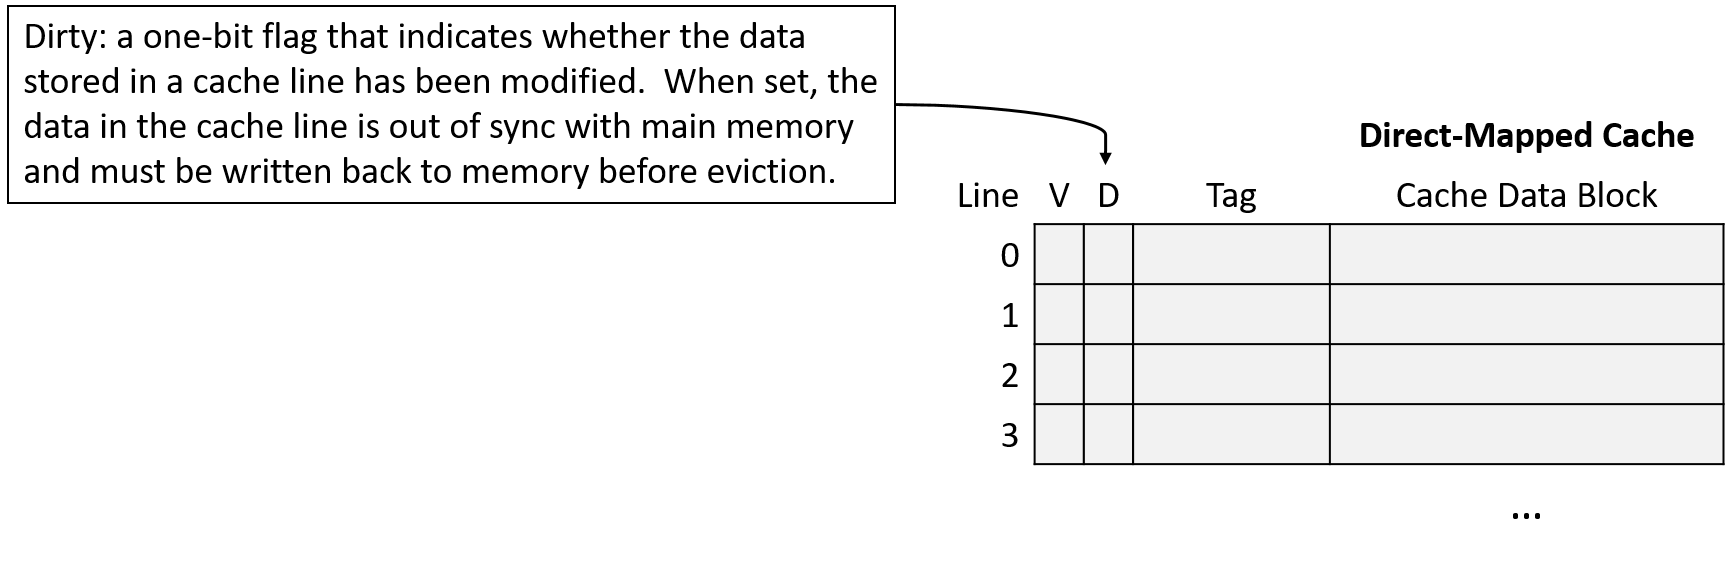 Dirty: a one-bit flag that indicates whether the data
stored in a cache line has been modified.  When set, the
data in the cache line is out of sync with main memory
and must be written back to memory before eviction.
Direct-Mapped Cache
Line V D Tag Cache Data Block
0
1
2
3
...